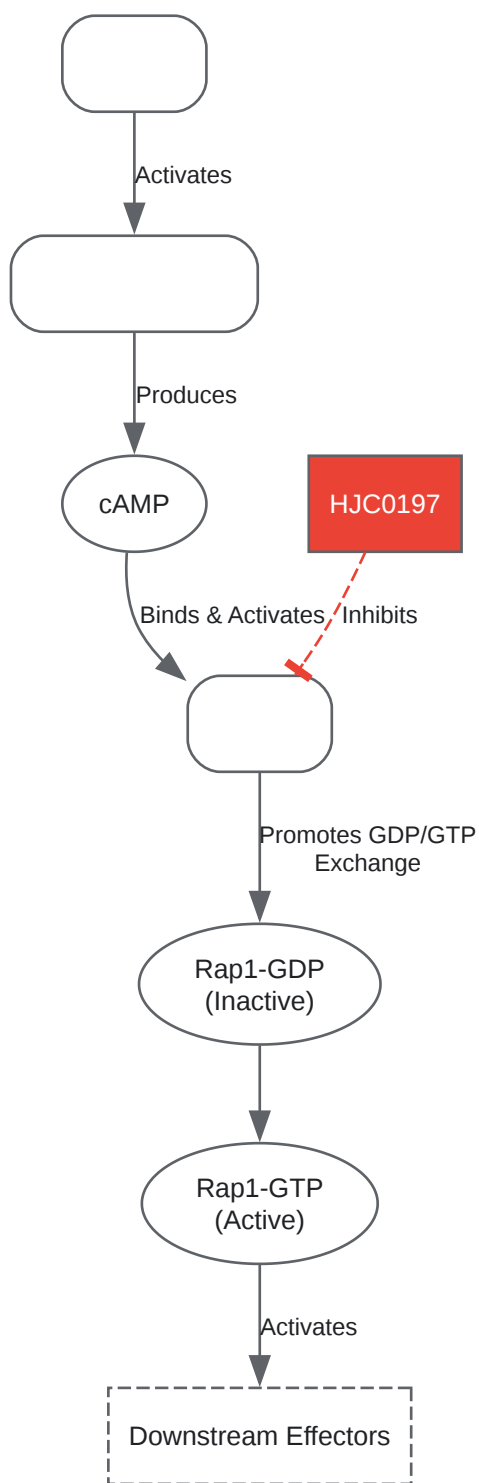 Activates
Produces
cAMP
HJC0197
Binds & Activates
Inhibits
Promotes GDP/GTP
Exchange
Rap1-GDP
(Inactive)
Rap1-GTP
(Active)
Activates
Downstream Effectors